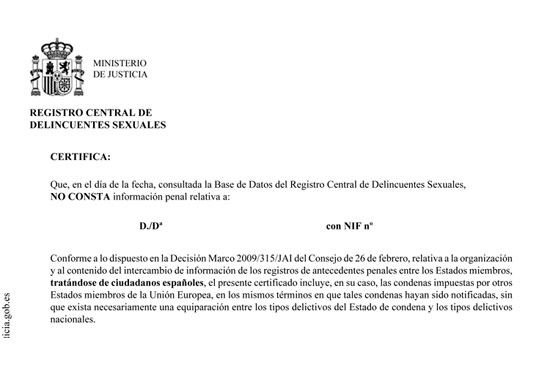 MINISTERIO
DE JUSTICIA
REGISTRO CENTRAL DE
DELINCUENTES SEXUALES
CERTIFICA:
Que, en el día de la fecha, consultada la Base de Datos del Registro Central de Delincuentes Sexuales,
NO CONSTA información penal relativa a:
D./Dª con NIF nº
Conforme a lo dispuesto en la Decisión Marco 2009/315/JAI del Consejo de 26 de febrero, relativa a la organización
y al contenido del intercambio de información de los registros de antecedentes penales entre los Estados miembros,
tratándose de ciudadanos españoles, el presente certificado incluye, en su caso, las condenas impuestas por otros
Estados miembros de la Unión Europea, en los mismos términos en que tales condenas hayan sido notificadas, sin
que exista necesariamente una equiparación entre los tipos delictivos del Estado de condena y los tipos delictivos
nacionales.
licia.gob.es